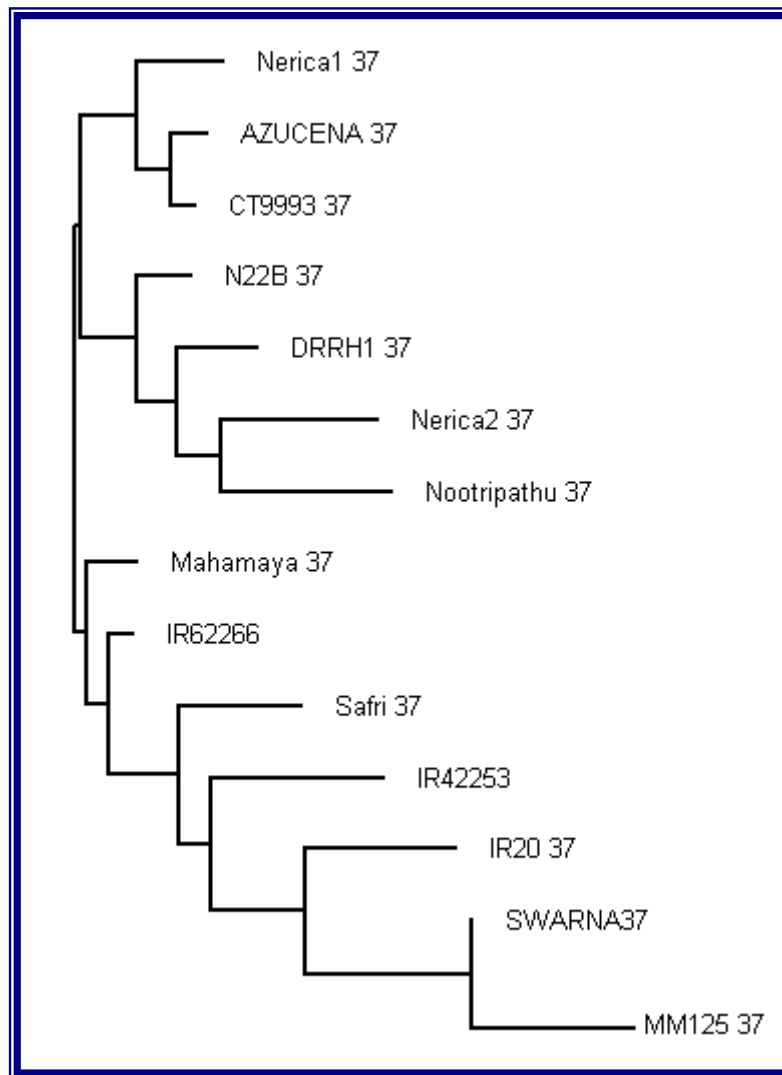 Nerica1 37
AZUCENA 37
CT9993 37
N22B 37
DRRH1 37
Nerica2 37
Nootripathu 37
Mahamaya 37
IR62266
Safri 37
IR42253
IR20 37
SWARNA37
MM125 37